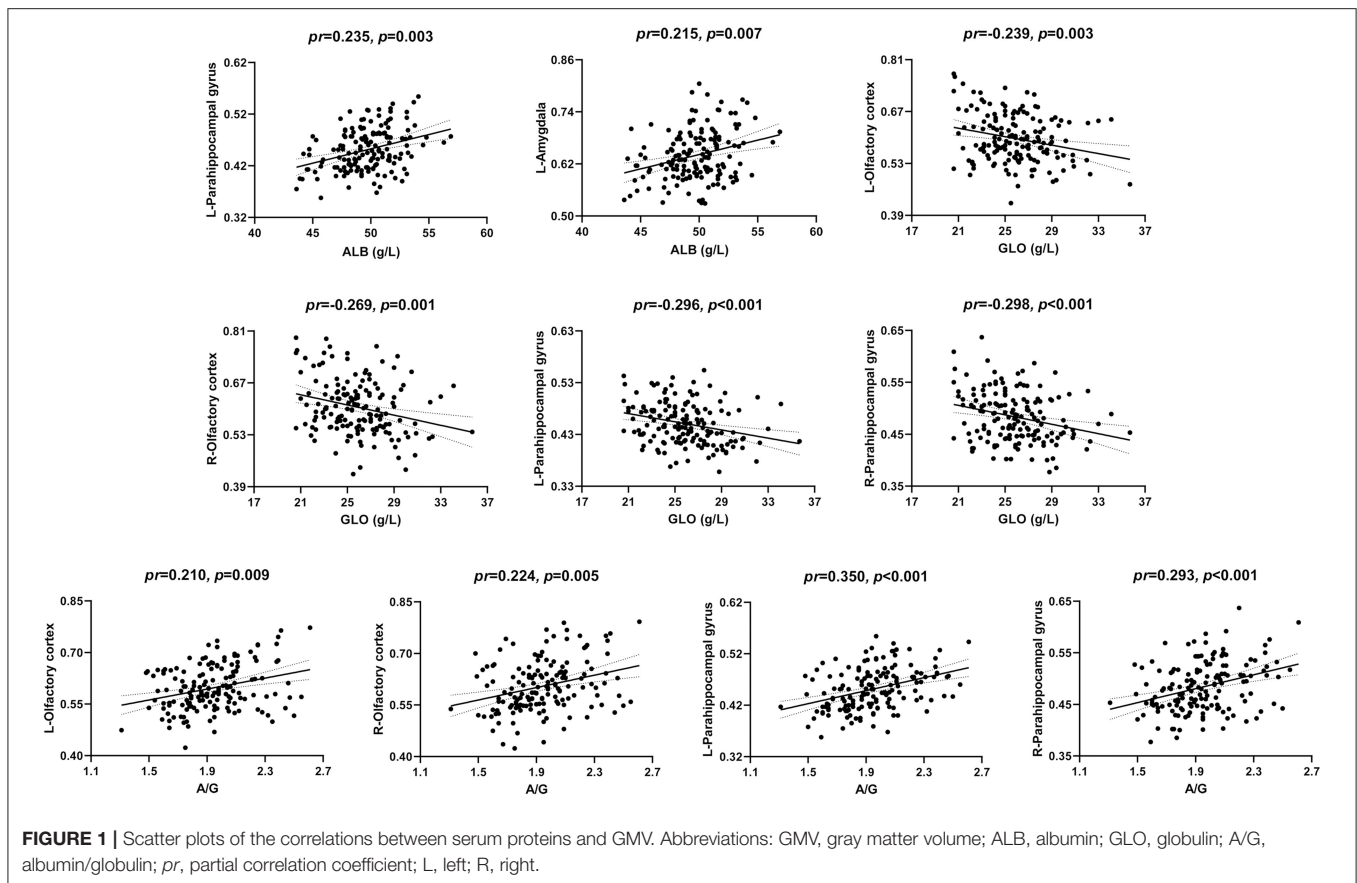 pr=0.235, p=0.003
L-Parahippocampal gyrus
0.62
0.52
0.42
0.32
40 45 50 55 60
ALB (g/L)
pr=0.215, p=0.007
L-Amygdala
0.86
0.74
0.62
0.50
40 45 50 55 60
ALB (g/L)
pr=-0.239, p=0.003
L-Olfactory cortex
0.81
0.67
0.53
0.39
17 21 25 29 33 37
GLO (g/L)
pr=-0.269, p=0.001
R-Olfactory cortex
0.81
0.67
0.53
0.39
17 21 25 29 33 37
GLO (g/L)
pr=-0.296, p<0.001
L-Parahippocampal gyrus
0.63
0.53
0.43
0.33
17 21 25 29 33 37
GLO (g/L)
pr=-0.298, p<0.001
R-Parahippocampal gyrus
0.65
0.55
0.45
0.35
17 21 25 29 33 37
GLO (g/L)
pr=0.210, p=0.009
L-Olfactory cortex
0.85
0.70
0.55
0.40
1.1 1.5 1.9 2.3 2.7
A/G
pr=0.224, p=0.005
R-Olfactory cortex
0.85
0.70
0.55
0.40
1.1 1.5 1.9 2.3 2.7
A/G
pr=0.350, p<0.001
L-Parahippocampal gyrus
0.62
0.52
0.42
0.32
1.1 1.5 1.9 2.3 2.7
A/G
pr=0.293, p<0.001
R-Parahippocampal gyrus
0.65
0.55
0.45
0.35
1.1 1.5 1.9 2.3 2.7
A/G
FIGURE 1 | Scatter plots of the correlations between serum proteins and GMV. Abbreviations: GMV, gray matter volume; ALB, albumin; GLO, globulin; A/G,
albumin/globulin; pr, partial correlation coefficient; L, left; R, right.